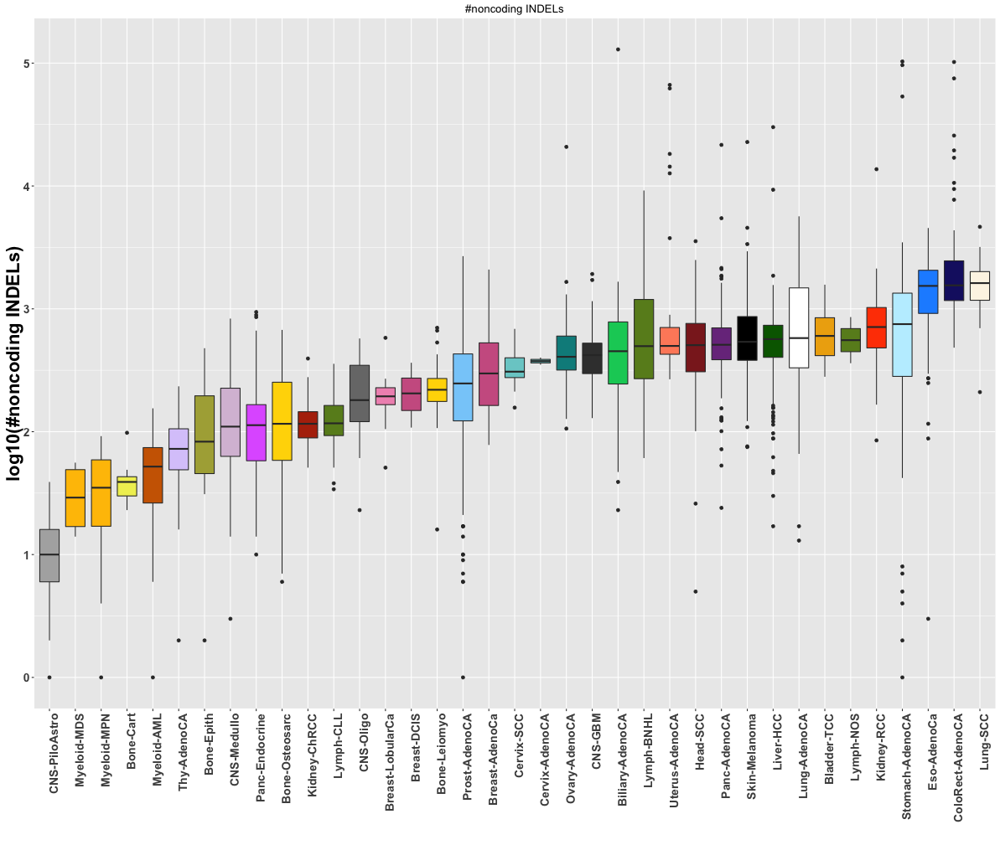 #noncoding INDELs
log10(#noncoding INDELs)
5
4
3
2
1
0
CNS-PiloAstro
Myeloid-MDS
Myeloid-MPN
Bone-Cart
Myeloid-AML
Thy-AdenoCA
Bone-Epith
CNS-Medullo
Panc-Endocrine
Bone-Osteosarc
Kidney-ChRCC
Lymph-CLL
CNS-Oligo
Breast-LobularCa
Breast-DCIS
Bone-Leiomyo
Prost-AdenoCA
Breast-AdenoCa
Cervix-SCC
Cervix-AdenoCA
Ovary-AdenoCA
CNS-GBM
Biliary-AdenoCA
Lymph-BNHL
Uterus-AdenoCA
Head-SCC
Panc-AdenoCA
Skin-Melanoma
Liver-HCC
Lung-AdenoCA
Bladder-TCC
Lymph-NOS
Kidney-RCC
Stomach-AdenoCA
Eso-AdenoCa
ColoRect-AdenoCA
Lung-SCC